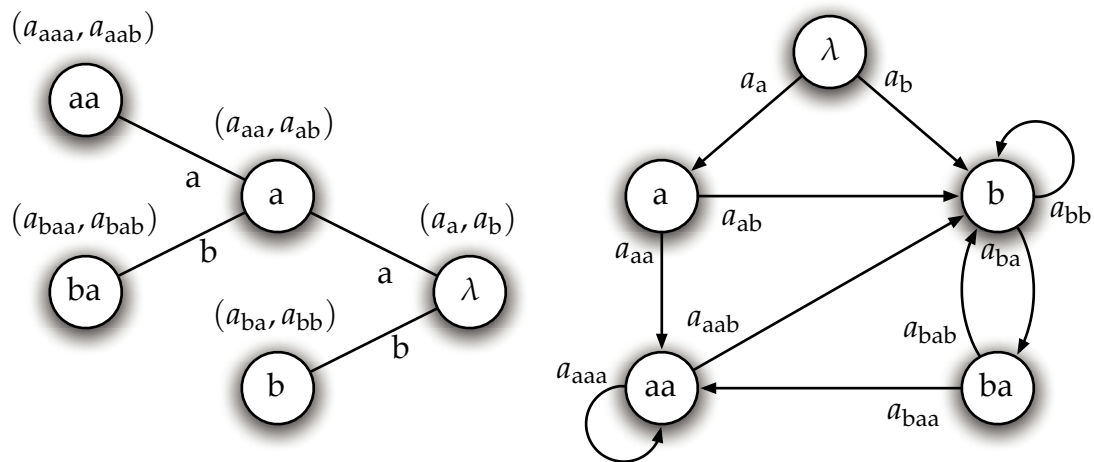 (a_aaa, a_aab)
aa
(a_aa, a_ab)
a
a
(a_baa, a_bab)
b
(a_a, a_b)
ba
a
λ
(a_ba, a_bb)
b
b
λ
a_a
a_b
a
b
a_ab
a_bb
a_aa
a_ba
a_aab
a_bab
a_aaa
aa
ba
a_baa